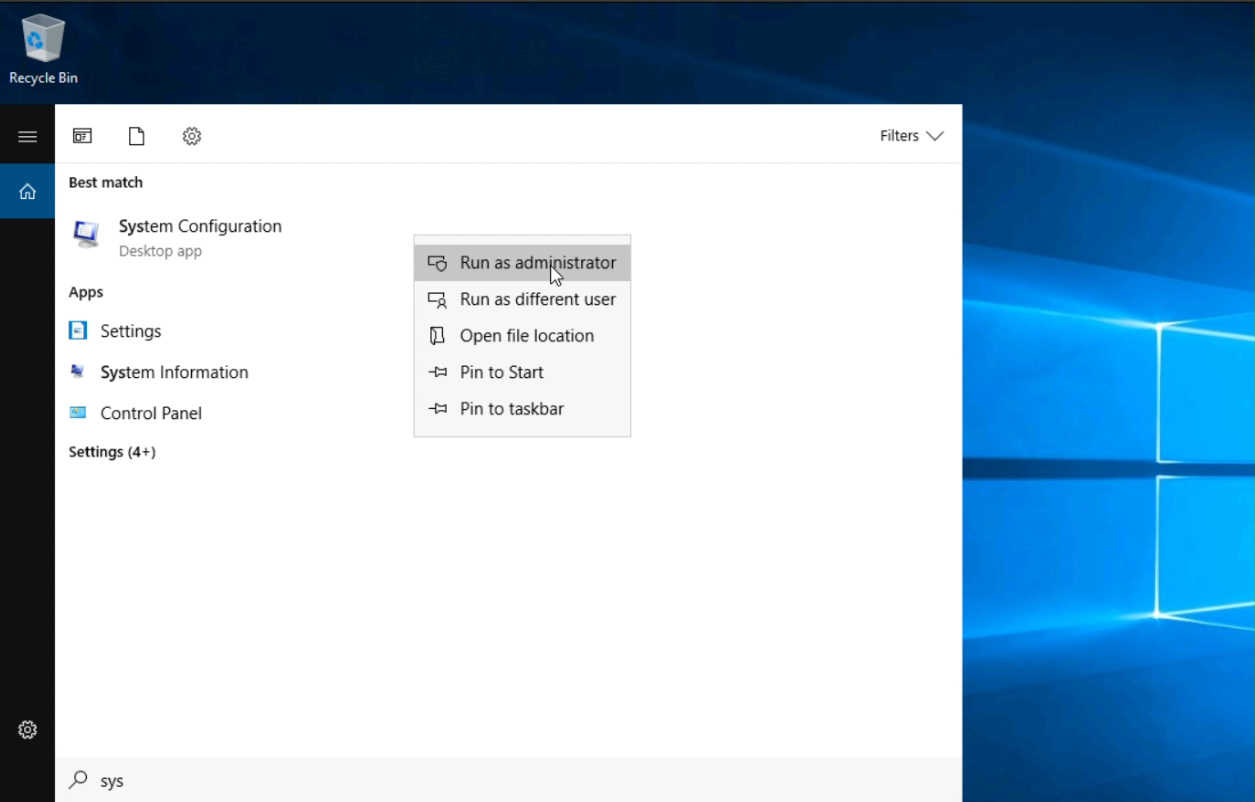 Recycle Bin
Filters
Best match
System Configuration
Desktop app
Run as administrator
Apps
Run as different user
Settings
Open file location
System Information
Pin to Start
Control Panel
Pin to taskbar
Settings (4+)
sys